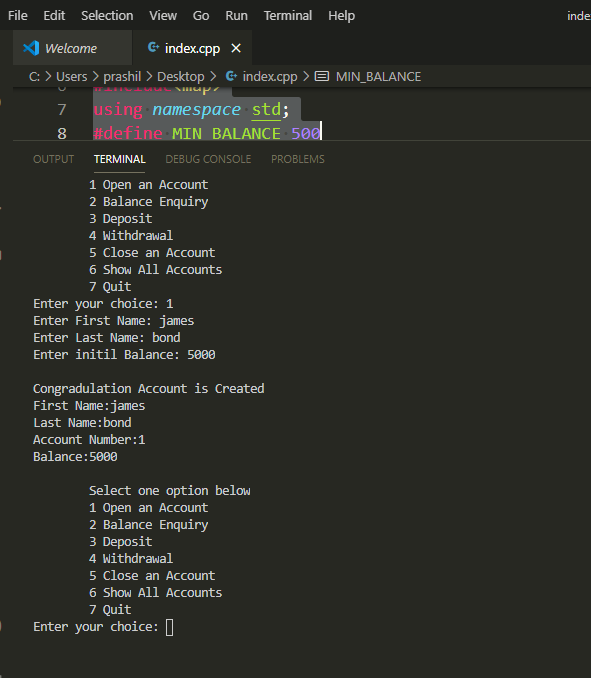 File Edit Selection View Go Run Terminal Help inde
Welcome index.cpp
C: > Users > prashil > Desktop > index.cpp > MIN_BALANCE
6 #include<map>
7 using namespace std;
8 #define MIN_BALANCE 500
OUTPUT TERMINAL DEBUG CONSOLE PROBLEMS
1 Open an Account
2 Balance Enquiry
3 Deposit
4 Withdrawal
5 Close an Account
6 Show All Accounts
7 Quit
Enter your choice: 1
Enter First Name: james
Enter Last Name: bond
Enter initil Balance: 5000
Congradulation Account is Created
First Name:james
Last Name:bond
Account Number:1
Balance:5000
Select one option below
1 Open an Account
2 Balance Enquiry
3 Deposit
4 Withdrawal
5 Close an Account
6 Show All Accounts
7 Quit
Enter your choice: